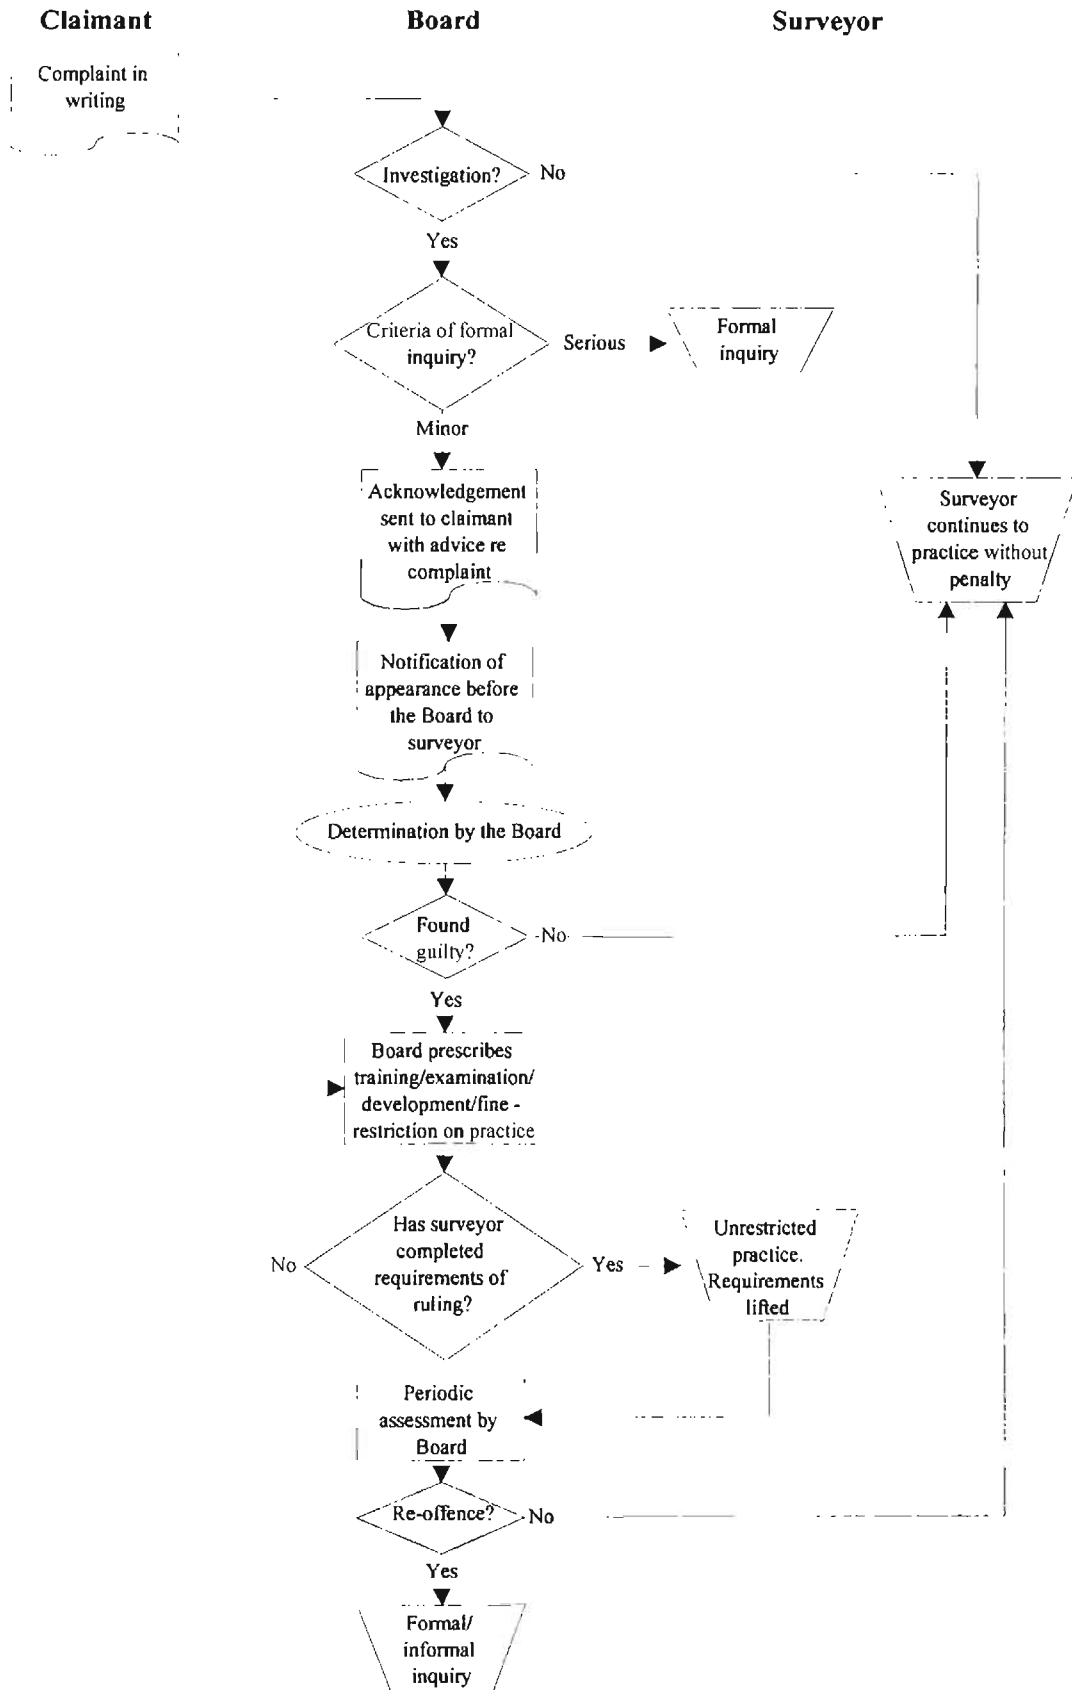 Claimant
Board
Surveyor
Complaint in
writing
Investigation?
No
Yes
Criteria of formal
inquiry?
Serious
Formal
inquiry
Minor
Acknowledgement
sent to claimant
with advice re
complaint
Surveyor
continues to
practice without
penalty
Notification of
appearance before
the Board to
surveyor
Determination by the Board
Found
guilty?
No
Yes
Board prescribes
training/examination/
development/fine -
restriction on practice
Has surveyor
completed
requirements of
ruling?
No
Yes
Unrestricted
practice.
Requirements
lifted
Periodic
assessment by
Board
Re-offence?
No
Yes
Formal/
informal
inquiry